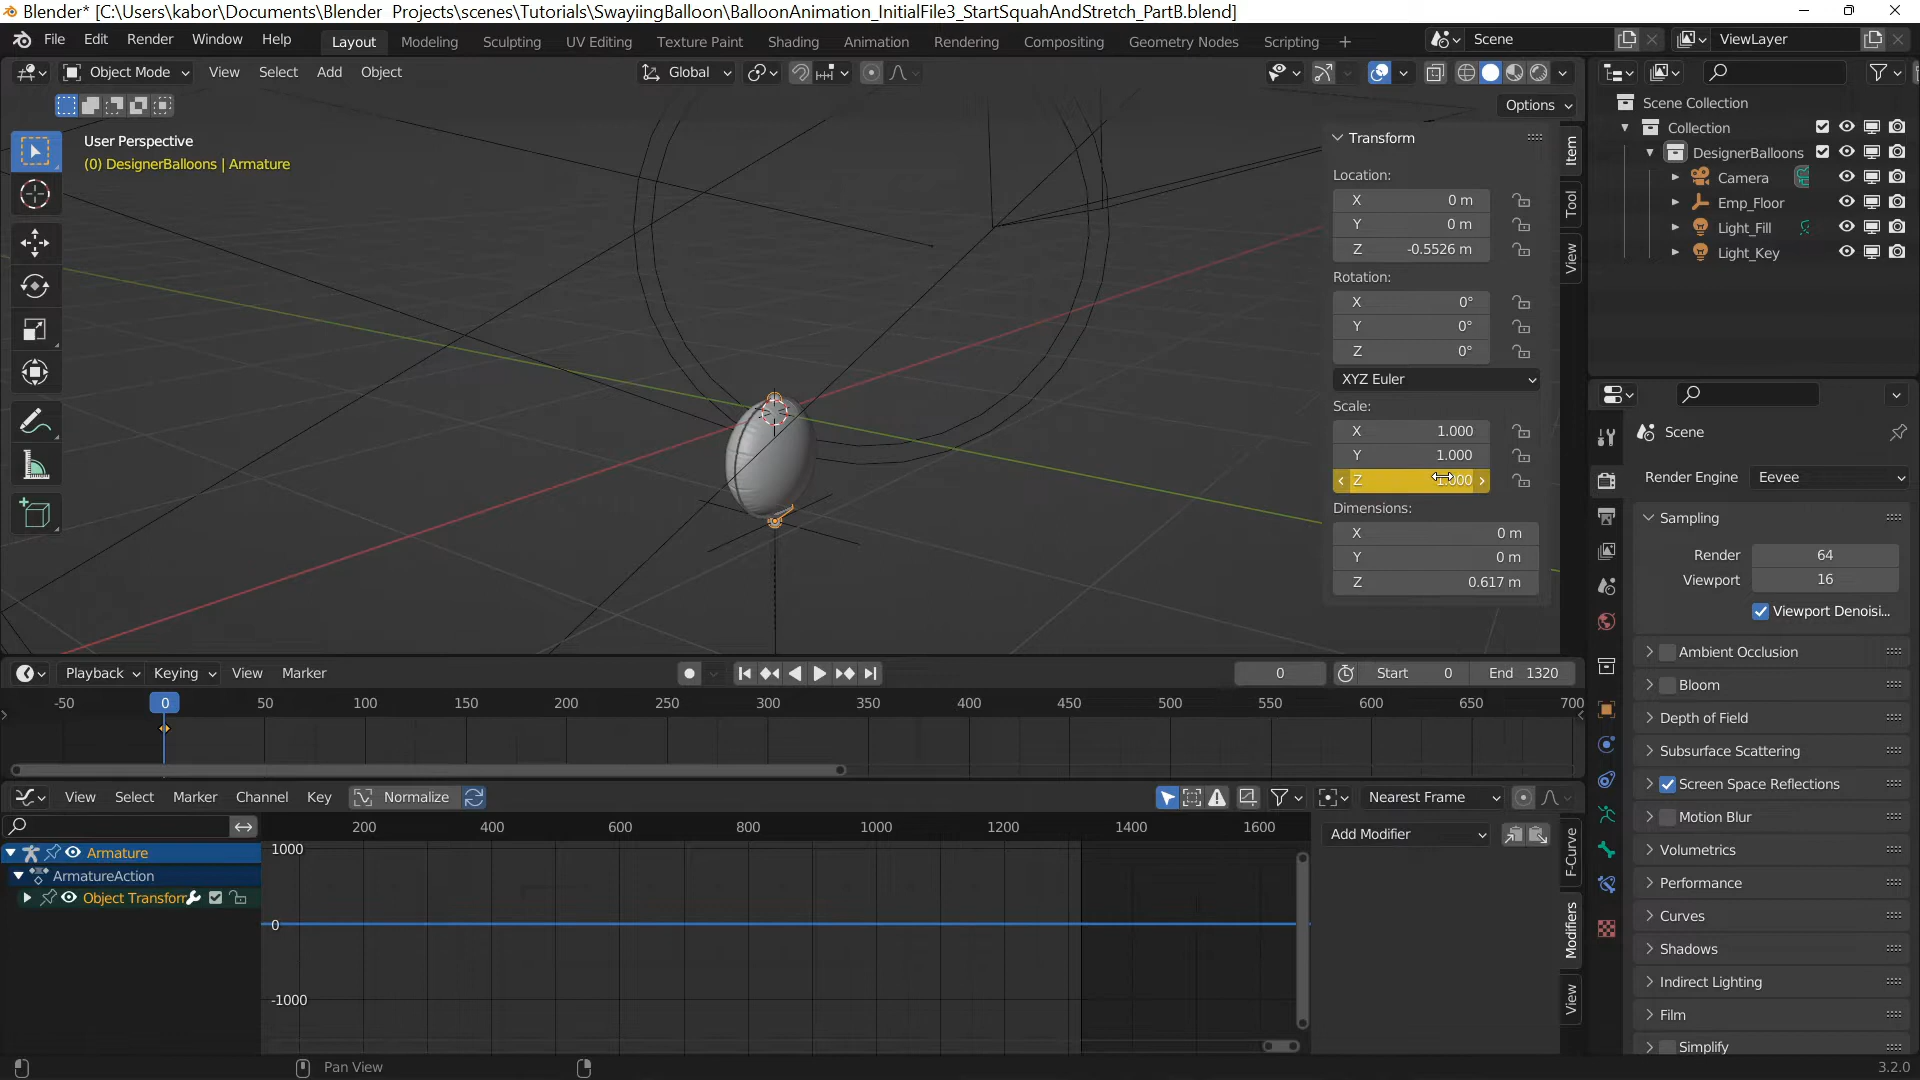 Blender* [C:\Users\kabor\Documents\Blender_Projects\scenes\Tutorials\SwayiingBalloon\BalloonAnimation_InitialFile3_StartSquahAndStretch_PartB.blend]
File Edit Render Window Help Layout Modeling Sculpting UV Editing Texture Paint Shading Animation Rendering Compositing Geometry Nodes Scripting + Scene ViewLayer
Object Mode View Select Add Object Global
Options
User Perspective
(0) DesignerBalloons | Armature
Transform
Location:
X 0 m
Y 0 m
Z -0.5526 m
Rotation:
X 0°
Y 0°
Z 0°
XYZ Euler
Scale:
X 1.000
Y 1.000
Z 1.000
Dimensions:
X 0 m
Y 0 m
Z 0.617 m
Item
Tool
View
Scene Collection
Collection
DesignerBalloons
Camera
Emp_Floor
Light_Fill
Light_Key
Scene
Render Engine Eevee
Sampling
Render 64
Viewport 16
Viewport Denoisi...
Ambient Occlusion
Bloom
Depth of Field
Subsurface Scattering
Screen Space Reflections
Motion Blur
Volumetrics
Performance
Curves
Shadows
Indirect Lighting
Film
Simplify
Playback Keying View Marker 0 Start 0 End 1320
-50 0 50 100 150 200 250 300 350 400 450 500 550 600 650 700
View Select Marker Channel Key Normalize Nearest Frame
200 400 600 800 1000 1200 1400 1600
Armature
ArmatureAction
Object Transform
1000
0
-1000
Add Modifier
F-Curve
Modifiers
View
Pan View
3.2.0